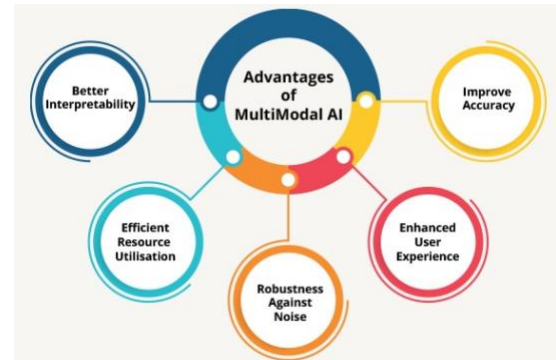 Advantages
of
MultiModal AI
Better
Interpretability
Improve
Accuracy
Efficient
Resource
Utilisation
Enhanced
User
Experience
Robustness
Against
Noise